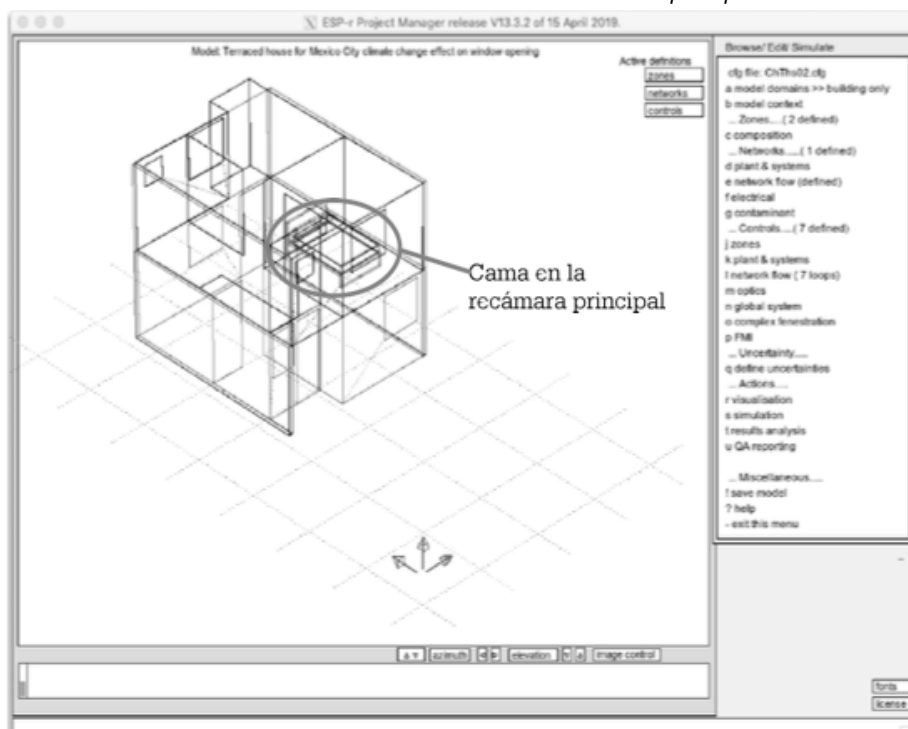 ESP-r Project Manager release V13.3.2 of 15 April 2019.
Model: Terraced house for Mexico City climate change effect on window opening
Active definitions
zones
networks
controls
Cama en la
recámara principal
Browse/ Edit/ Simulate
cfg file: ChThs02.cfg
a model domains >> building only
b model context
... Zones....( 2 defined)
c composition
... Networks.....( 1 defined)
d plant & systems
e network flow (defined)
f electrical
g contaminant
... Controls....( 7 defined)
j zones
k plant & systems
l network flow ( 7 loops)
m optics
n global system
o complex fenestration
p FMI
... Uncertainty.....
q define uncertainties
... Actions....
r visualisation
s simulation
t results analysis
u QA reporting
... Miscellaneous.....
! save model
? help
- exit this menu
azimuth
elevation
image control
fonts
license